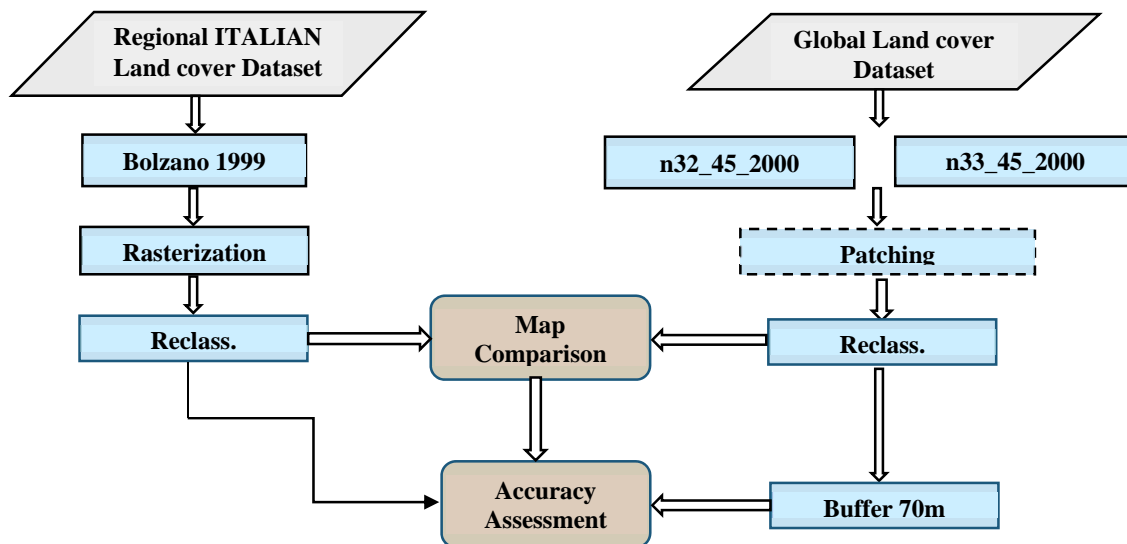 Regional ITALIAN
Land cover Dataset
Global Land cover
Dataset
Bolzano 1999
n32_45_2000
n33_45_2000
Rasterization
Patching
Reclass.
Map
Comparison
Reclass.
Accuracy
Assessment
Buffer 70m